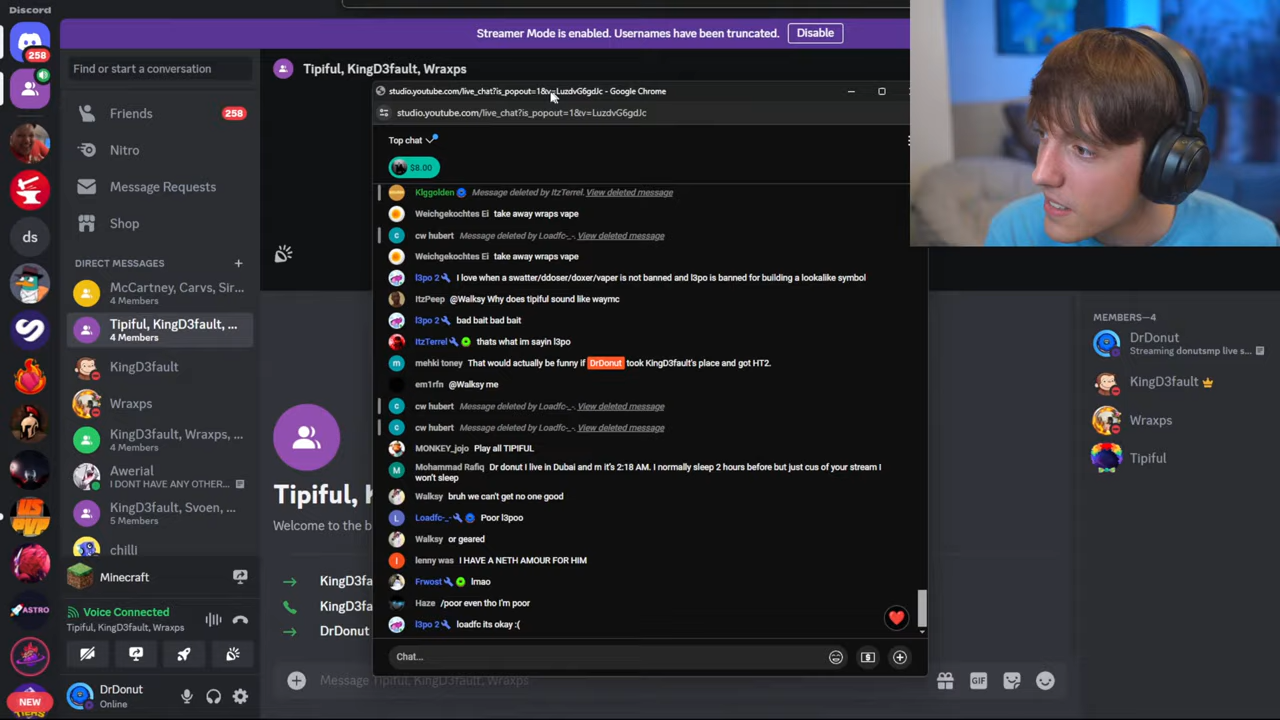 Discord
Streamer Mode is enabled. Usernames have been truncated.
Disable
258
Find or start a conversation
Tipiful, KingD3fault, Wraxps
studio.youtube.com/live_chat?is_popout=1&v=LuzdvG6gdJc - Google Chrome
studio.youtube.com/live_chat?is_popout=1&v=LuzdvG6gdJc
Friends
258
Nitro
Message Requests
Shop
ds
DIRECT MESSAGES
McCartney, Carvs, Sir...
4 Members
Tipiful, KingD3fault, ...
4 Members
KingD3fault
Wraxps
KingD3fault, Wraxps, ...
4 Members
Awerial
I DONT HAVE ANY OTHER...
KingD3fault, Svoen, ...
5 Members
chilli
Minecraft
Voice Connected
Tipiful, KingD3fault, Wraxps
ASTRO
DrDonut
Online
NEW
TIERS
Top chat
$8.00
Klggolden Message deleted by ItzTerrel. View deleted message
Weichgekochtes Ei take away wraps vape
cw hubert Message deleted by Loadfc-_-. View deleted message
Weichgekochtes Ei take away wraps vape
l3po 2 I love when a swatter/ddoser/doxer/vaper is not banned and l3po is banned for building a lookalike symbol
ItzPeep @Walksy Why does tipiful sound like waymc
l3po 2 bad bait bad bait
ItzTerrel thats what im sayin l3po
mehki toney That would actually be funny if DrDonut took KingD3fault's place and got HT2.
em1rfn @Walksy me
cw hubert Message deleted by Loadfc-_-. View deleted message
cw hubert Message deleted by Loadfc-_-. View deleted message
MONKEY_jojo Play all TIPIFUL
Mohammad Rafiq Dr donut I live in Dubai and m it's 2:18 AM. I normally sleep 2 hours before but just cus of your stream I
won't sleep
Walksy bruh we can't get no one good
Loadfc-_- Poor l3poo
Walksy or geared
lenny was I HAVE A NETH AMOUR FOR HIM
Frwost lmao
Haze /poor even tho I'm poor
l3po 2 loadfc its okay :(
Chat...
Tipiful, K
Welcome to the b
KingD3fa
KingD3fa
DrDonut
Message Tipiful, KingD3fault, Wraxps
GIF
MEMBERS—4
DrDonut
Streaming donutsmp live s...
KingD3fault
Wraxps
Tipiful